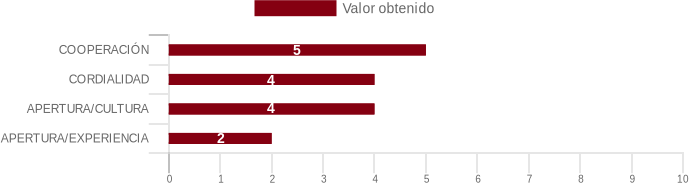 Valor obtenido
COOPERACIÓN 5
CORDIALIDAD 4
APERTURA/CULTURA 4
APERTURA/EXPERIENCIA 2
0 1 2 3 4 5 6 7 8 9 10